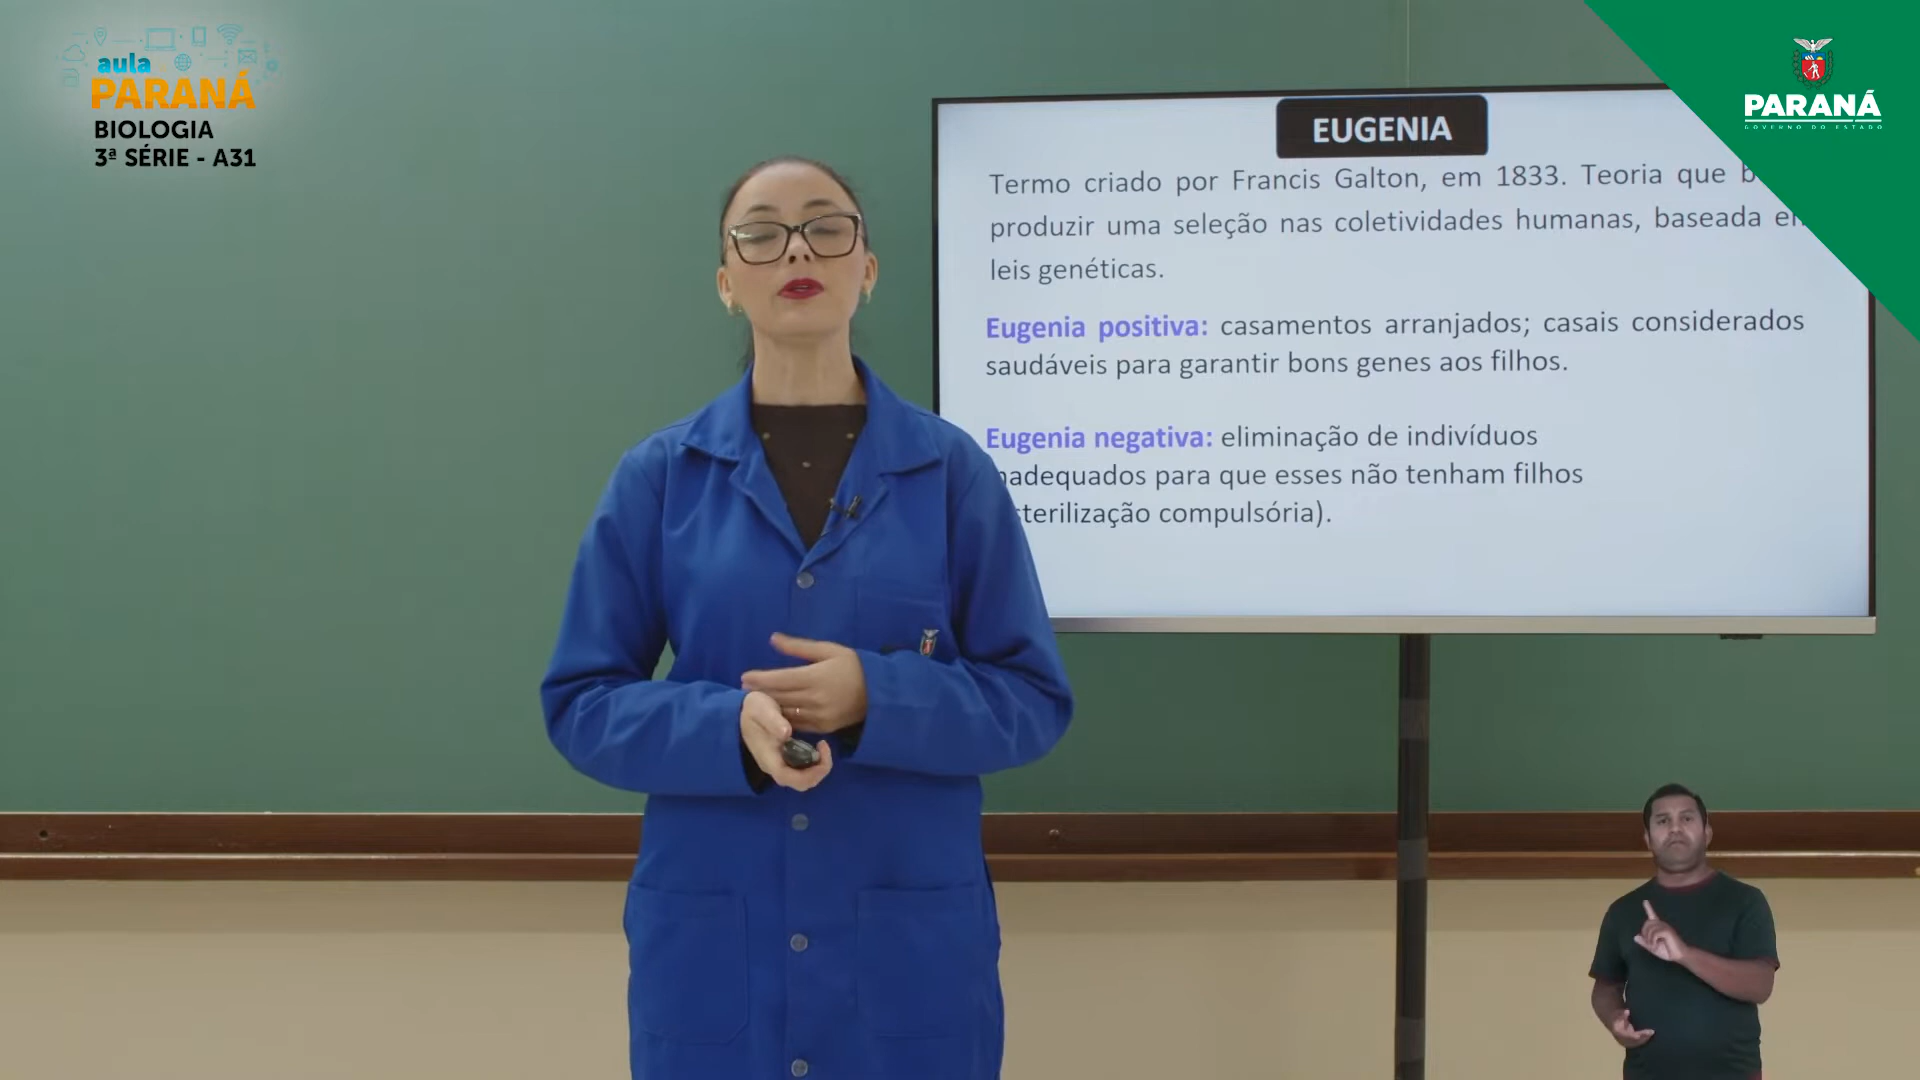 aula
PARANÁ
BIOLOGIA
3ª SÉRIE - A31
EUGENIA
Termo criado por Francis Galton, em 1833. Teoria que
produzir uma seleção nas coletividades humanas, baseada
leis genéticas.
Eugenia positiva: casamentos arranjados; casais considerados
saudáveis para garantir bons genes aos filhos.
Eugenia negativa: eliminação de indivíduos
para que esses não tenham filhos
compulsória).
PARANÁ
GOVERNO DO ESTADO